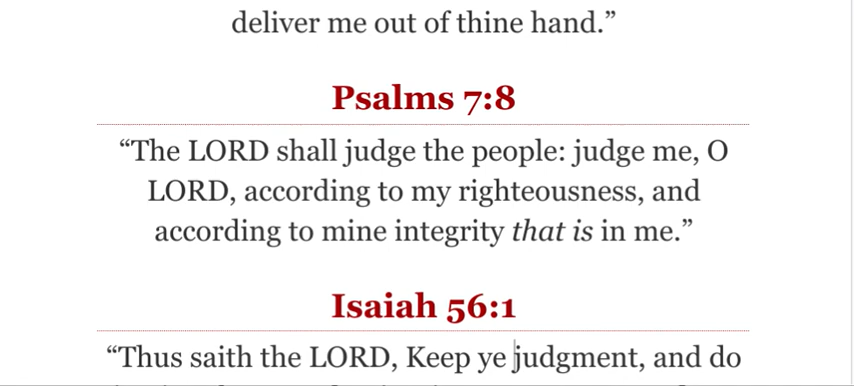 deliver me out of thine hand.”
Psalms 7:8
“The LORD shall judge the people: judge me, O
LORD, according to my righteousness, and
according to mine integrity that is in me.”
Isaiah 56:1
“Thus saith the LORD, Keep ye judgment, and do